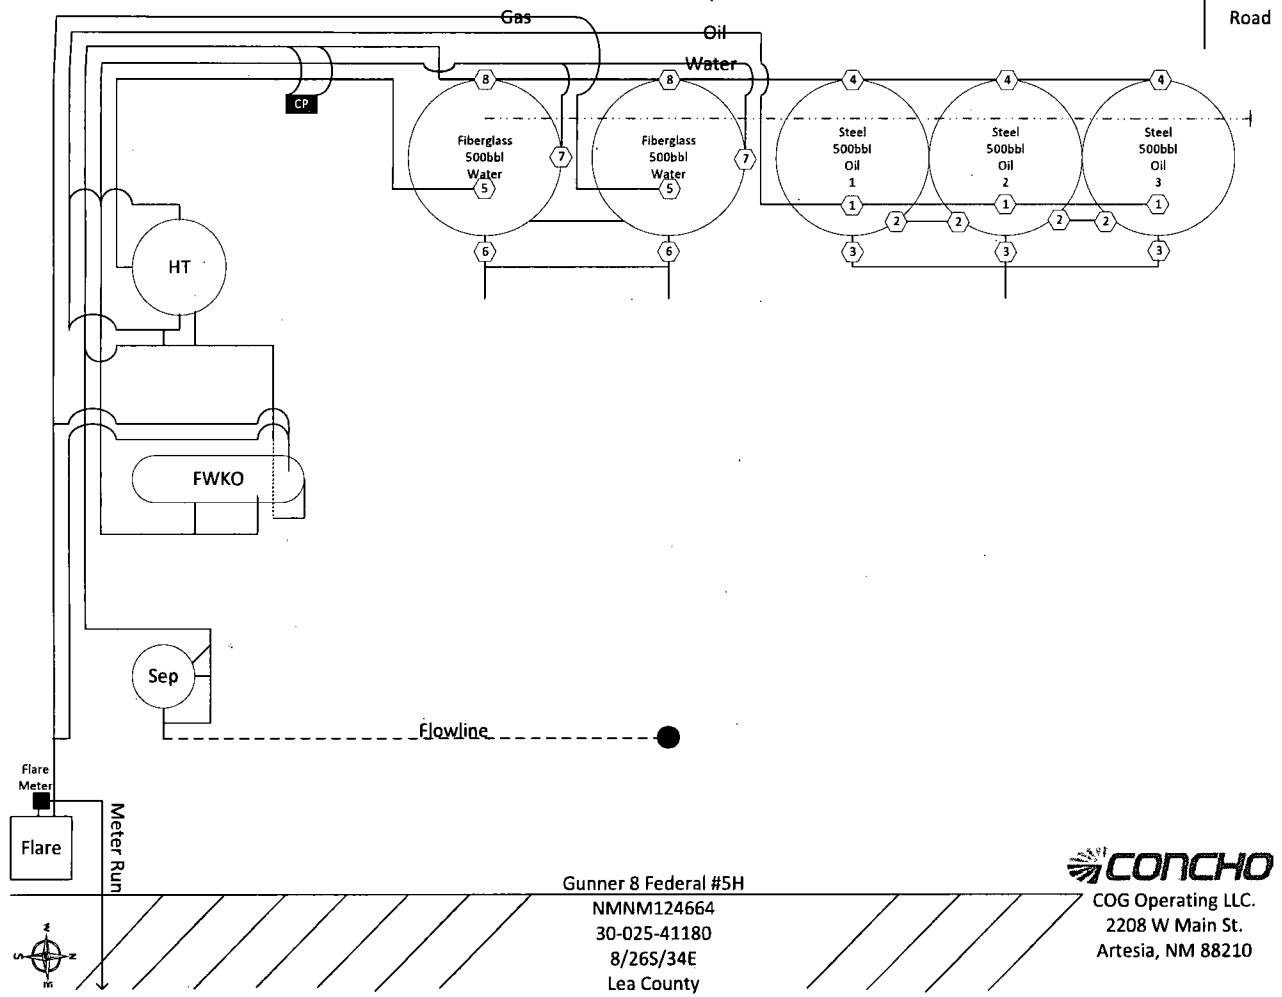 Gas
Oil
Water
Road
CP
8
8
4
4
4
Fiberglass
500bbl
Water
5
7
Fiberglass
500bbl
Water
5
7
Steel
500bbl
Oil
1
1
Steel
500bbl
Oil
2
1
Steel
500bbl
Oil
3
1
2
2
2
2
6
6
3
3
3
HT
FWKO
Sep
Flowline
Flare
Meter
Flare
Meter Run
Gunner 8 Federal #5H
NMNM124664
30-025-41180
8/26S/34E
Lea County
CONCHO
COG Operating LLC.
2208 W Main St.
Artesia, NM 88210
W
S
N
E